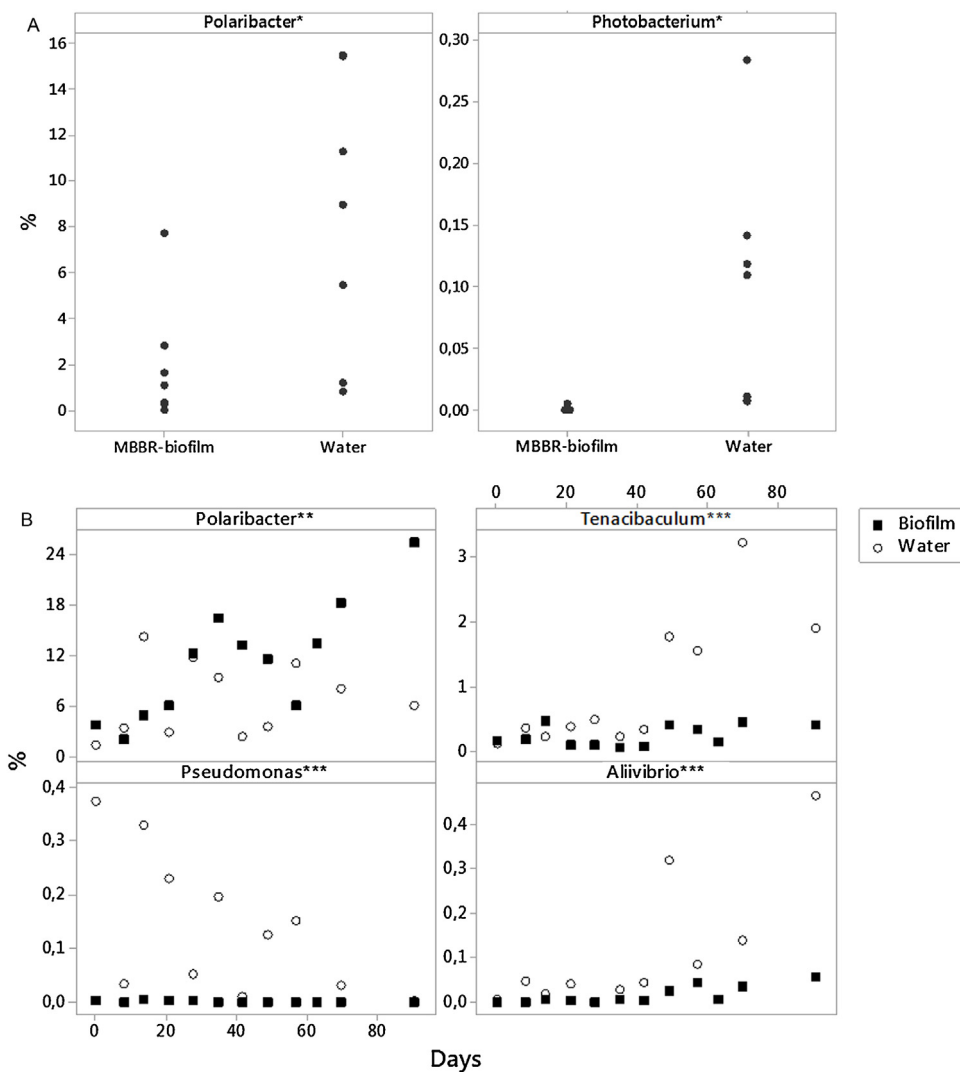 A
Polaribacter*
Photobacterium*
16
14
12
10
8
6
4
2
0
%
MBBR-biofilm
Water
0,30
0,25
0,20
0,15
0,10
0,05
0,00
MBBR-biofilm
Water
B
0 20 40 60 80
Polaribacter**
Tenacibaculum***
Biofilm
Water
24
18
12
6
0
3
2
1
0
%
Pseudomonas***
Aliivibrio***
0,4
0,3
0,2
0,1
0,0
0,4
0,3
0,2
0,1
0,0
0 20 40 60 80
Days